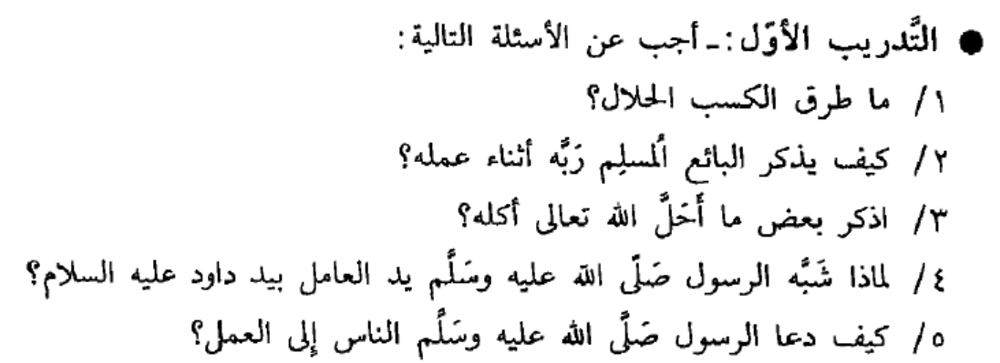 ● التَّدريب الأوّل: ـ أجب عن الأسئلة التالية:
١/ ما طرق الكسب الحلال؟
٢/ كيف يذكر البائع اُلمسلِم رَبَّه أثناء عمله؟
٣/ اذكر بعض ما أَحَلَّ الله تعالى أكله؟
٤/ لماذا شَبَّه الرسول صَلَّى الله عليه وسَلَّم يد العامل بيد داود عليه السلام؟
٥/ كيف دعا الرسول صَلَّى الله عليه وسَلَّم الناس إِلى العمل؟